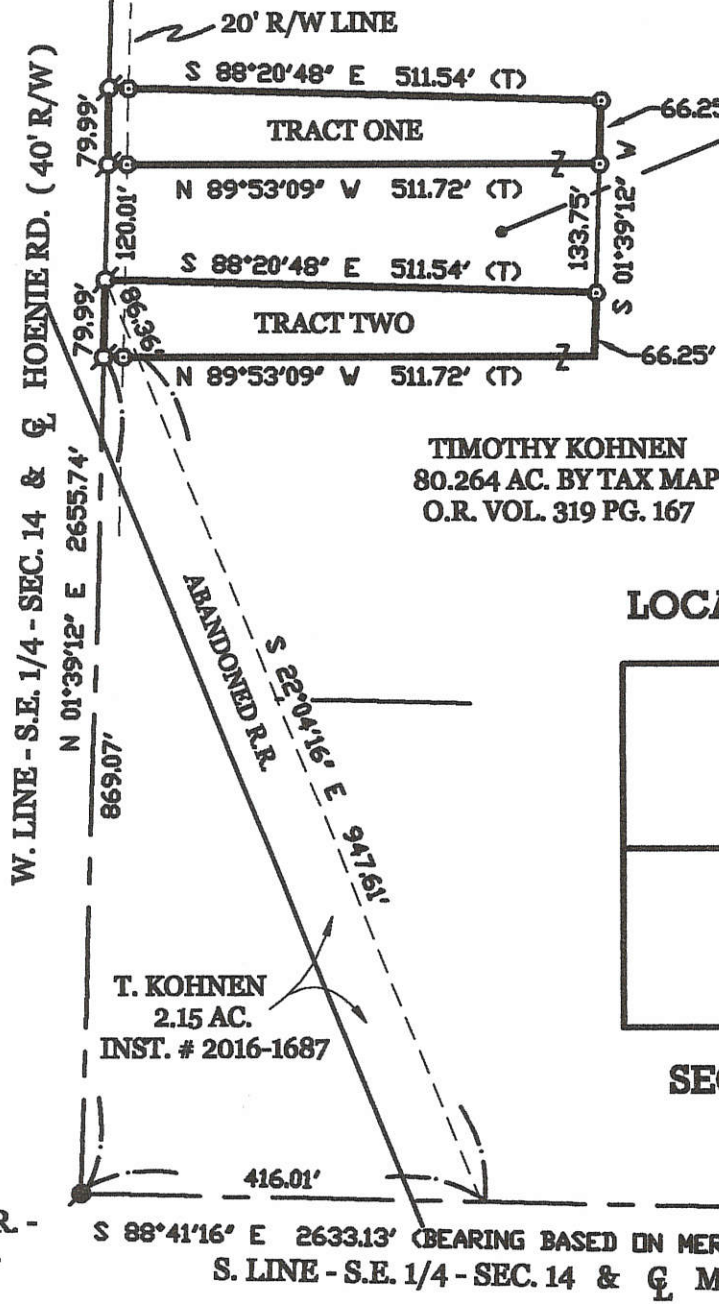 20' R/W LINE
S 88°20'48" E 511.54' (T)
79.99'
TRACT ONE
66.25
N 89°53'09" W 511.72' (T)
120.01'
133.75'
S 01°39'12" W
S 88°20'48" E 511.54' (T)
79.99'
86.36'
TRACT TWO
66.25'
N 89°53'09" W 511.72' (T)
W. LINE - S.E. 1/4 - SEC. 14 & ℄ HOENIE RD. (40' R/W)
N 01°39'12" E 2655.74'
869.07'
TIMOTHY KOHNEN
80.264 AC. BY TAX MAP
O.R. VOL. 319 PG. 167
ABANDONED R.R.
S 22°04'16" E 947.61'
LOCA
T. KOHNEN
2.15 AC.
INST. # 2016-1687
SEC
416.01'
R -
S 88°41'16" E 2633.13' (BEARING BASED ON MER
S. LINE - S.E. 1/4 - SEC. 14 & ℄ M